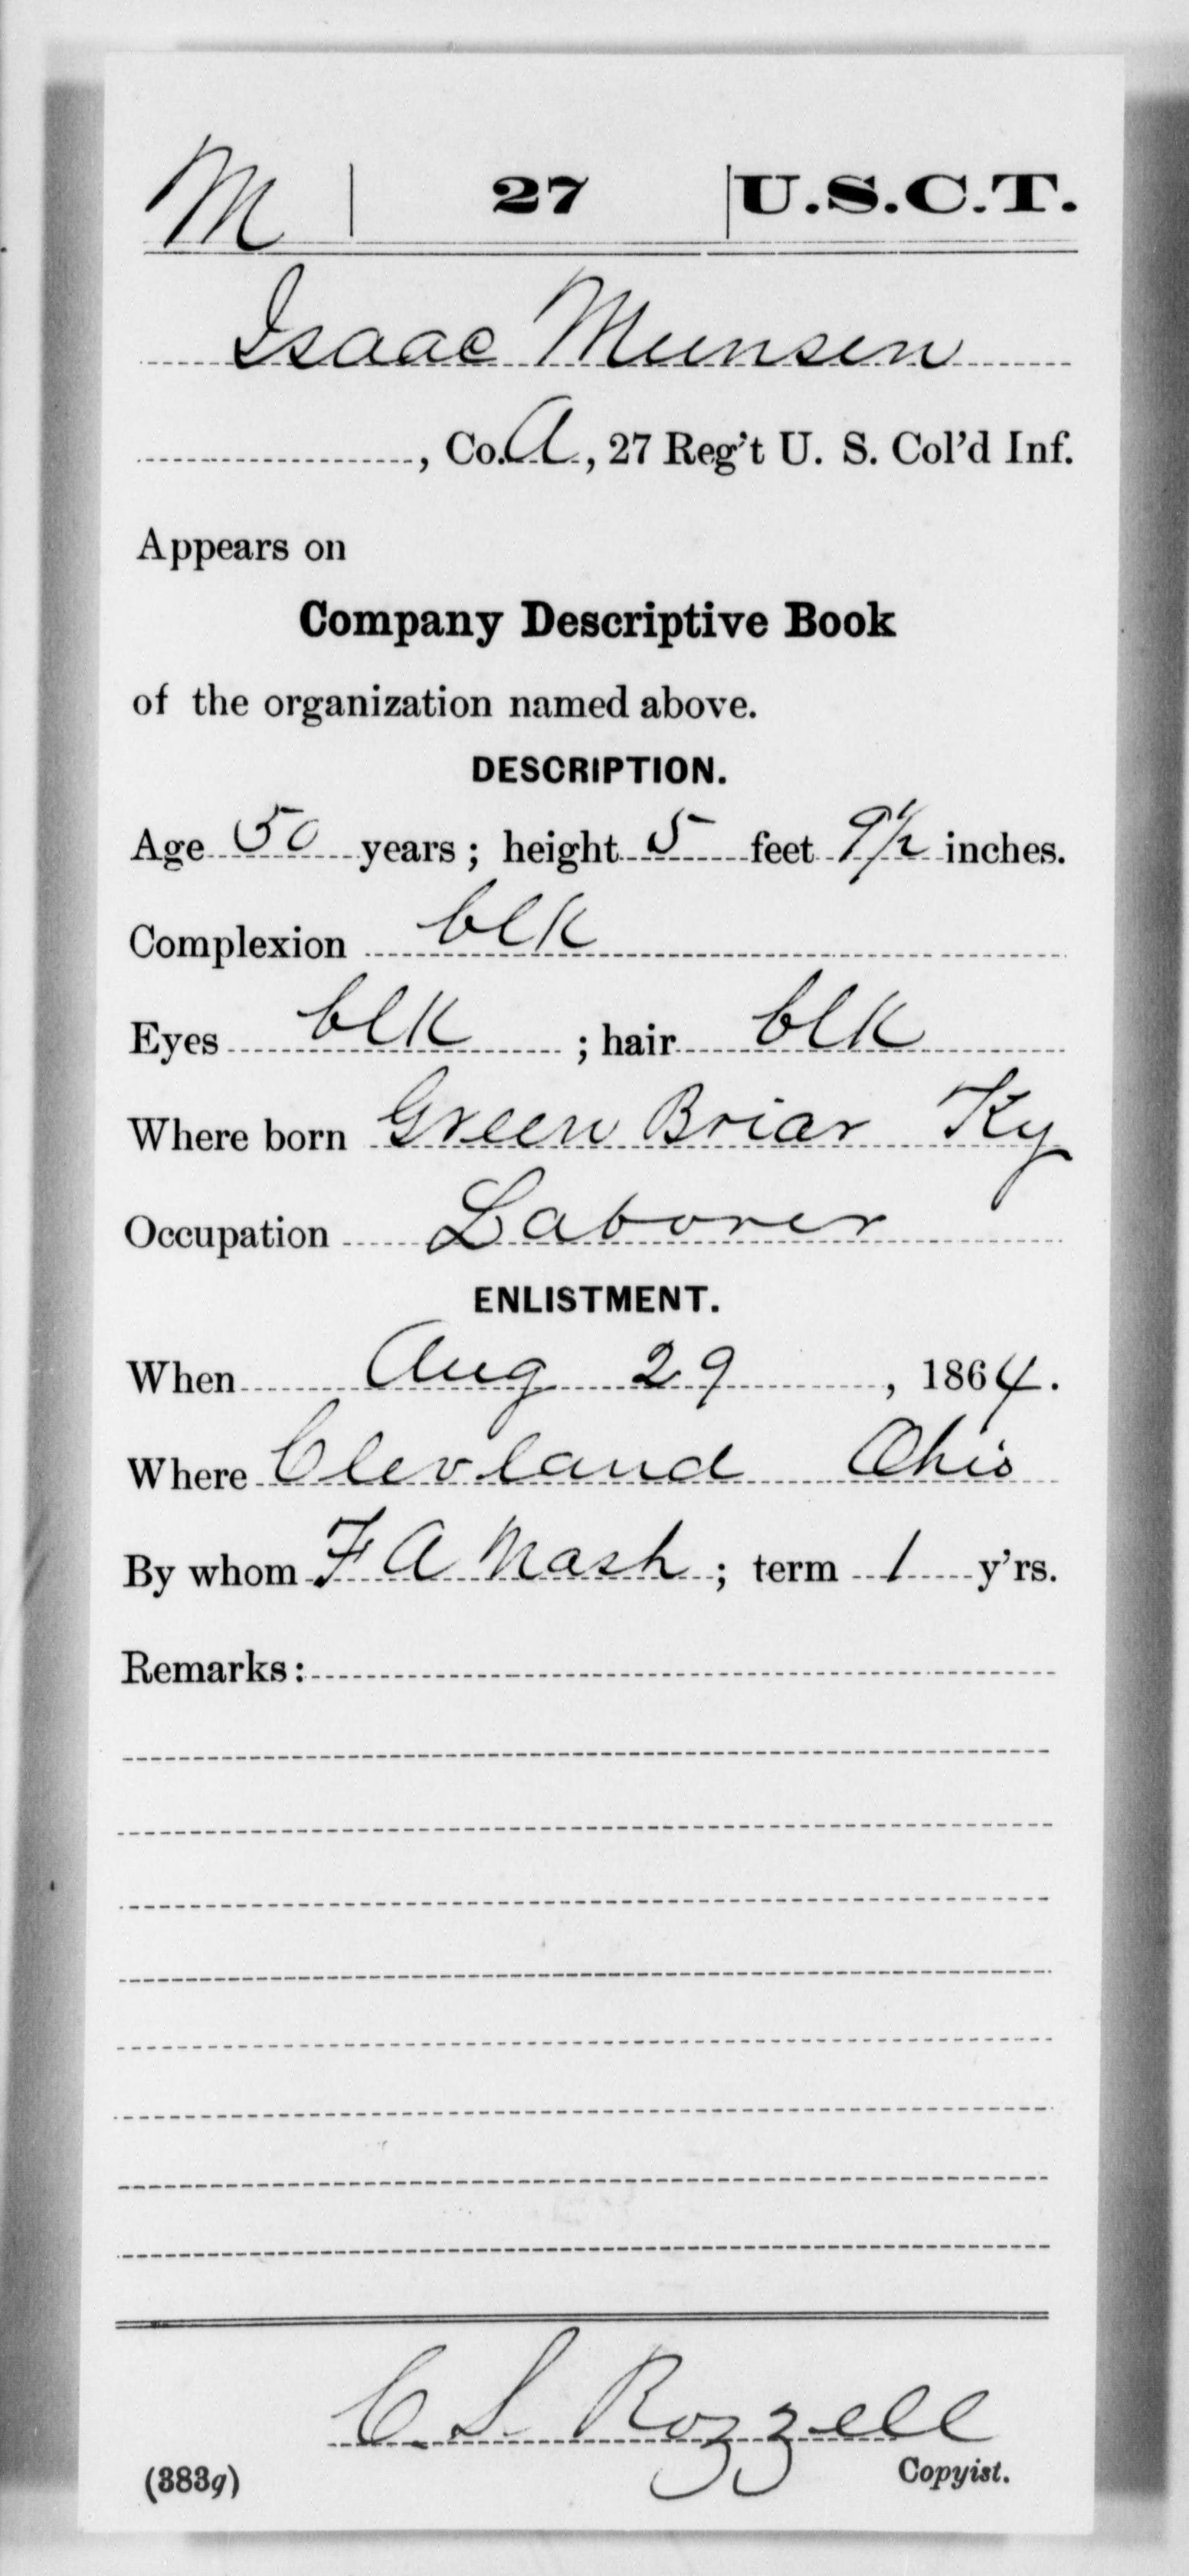 M 27 U.S.C.T.
Isaac Munsen
, Co. A, 27 Reg't U. S. Col'd Inf.
Appears on
Company Descriptive Book
of the organization named above.
DESCRIPTION.
Age 50 years; height 5 feet 9½ inches.
Complexion blk
Eyes blk ; hair blk
Where born Green Briar Ky
Occupation Laborer
ENLISTMENT.
When Aug 29, 1864.
Where Clevland Ohio
By whom F A Nash; term 1 y'rs.
Remarks:
C. S. Rozzell
(383g) Copyist.